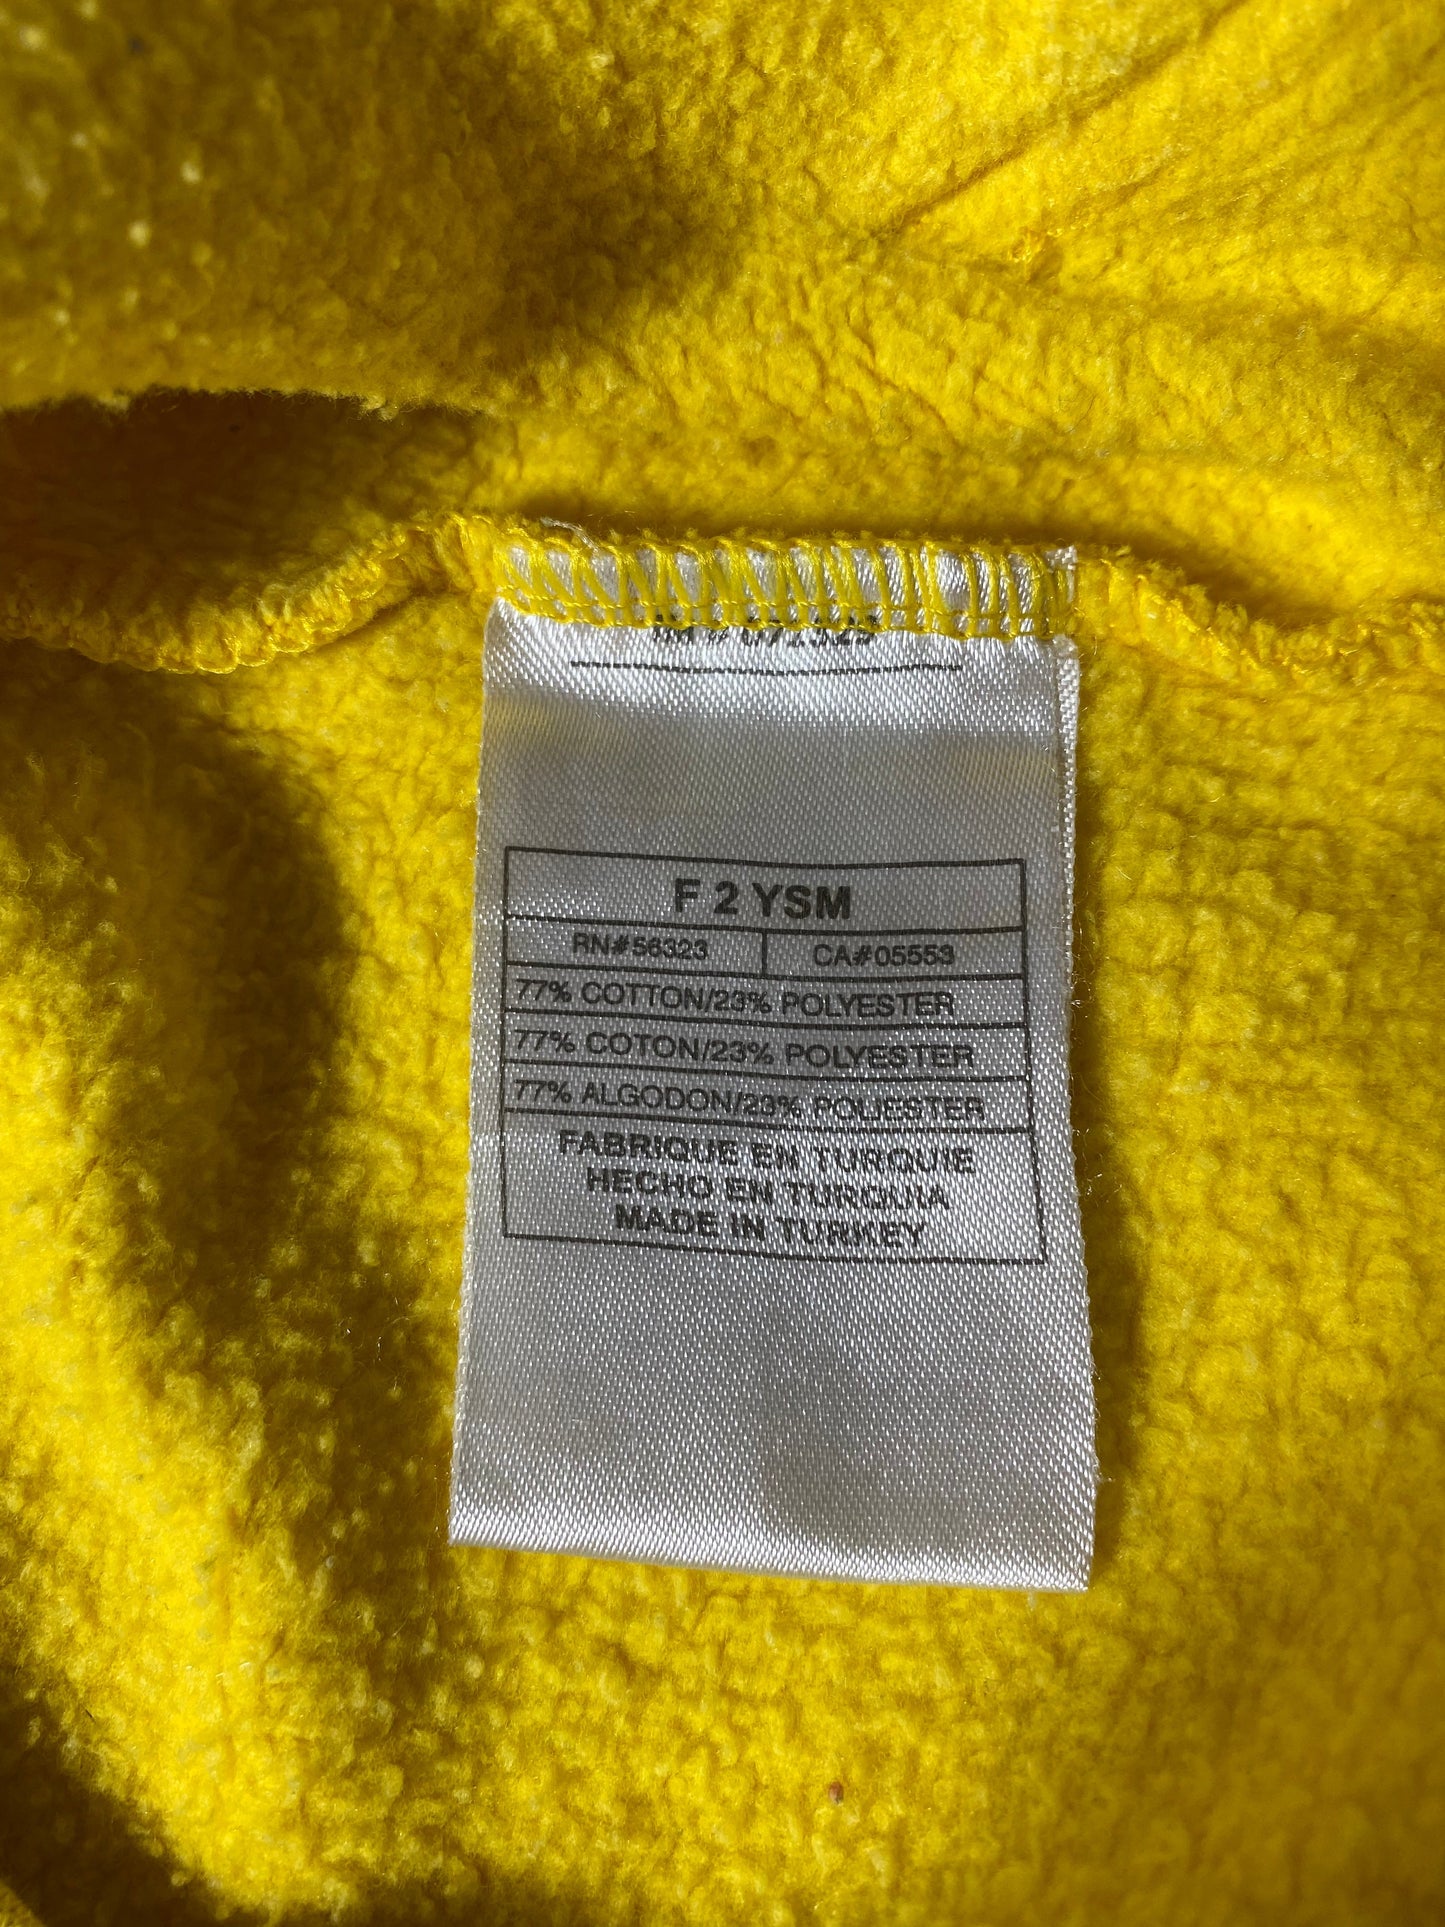 F 2 YSM
RN#56323 CA#05553
77% COTTON/23% POLYESTER
77% COTON/23% POLYESTER
77% ALGODON/23% POLIESTER
FABRIQUE EN TURQUIE
HECHO EN TURQUIA
MADE IN TURKEY